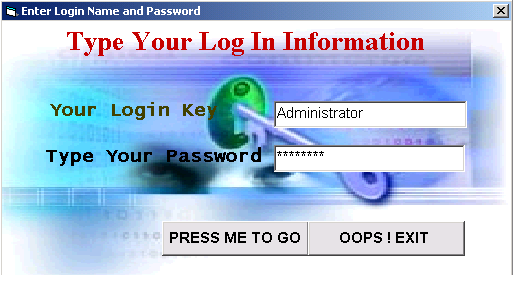 Enter Login Name and Password
Type Your Log In Information
Your Login Key
Administrator
Type Your Password
********
PRESS ME TO GO
OOPS ! EXIT